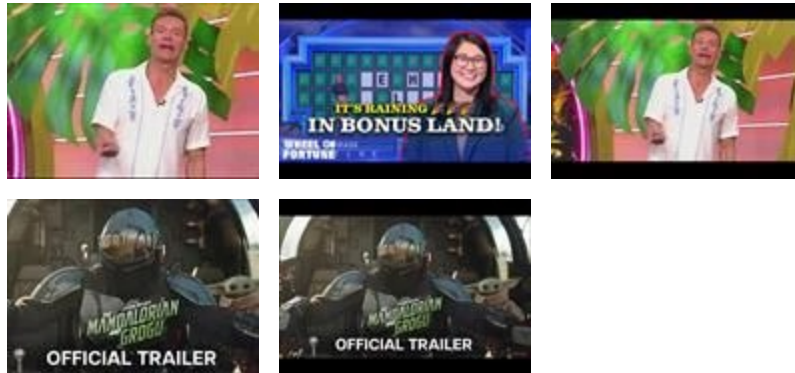 E M
L
IT'S RAINING
IN BONUS LAND!
WHEEL OF
FORTUNE
MANDALORIAN
GROGU
OFFICIAL TRAILER
MANDALORIAN
GROGU
OFFICIAL TRAILER